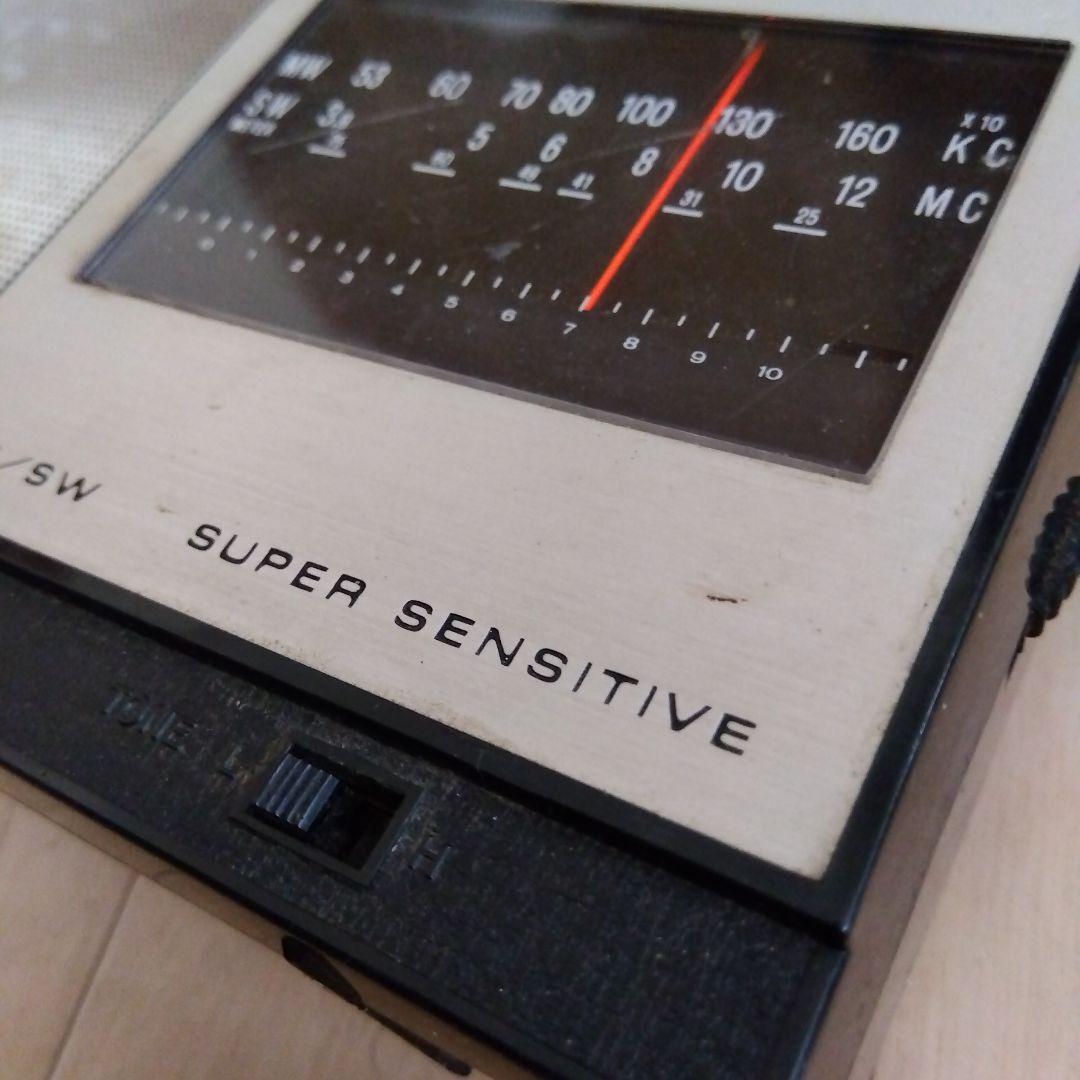 MW 53 60 70 80 100 130 160 x10 KC
SW 3.8 5 6 8 10 12 MC
METER 75 60 49 41 31 25
0 1 2 3 4 5 6 7 8 9 10
/SW SUPER SENSITIVE
TONE L H